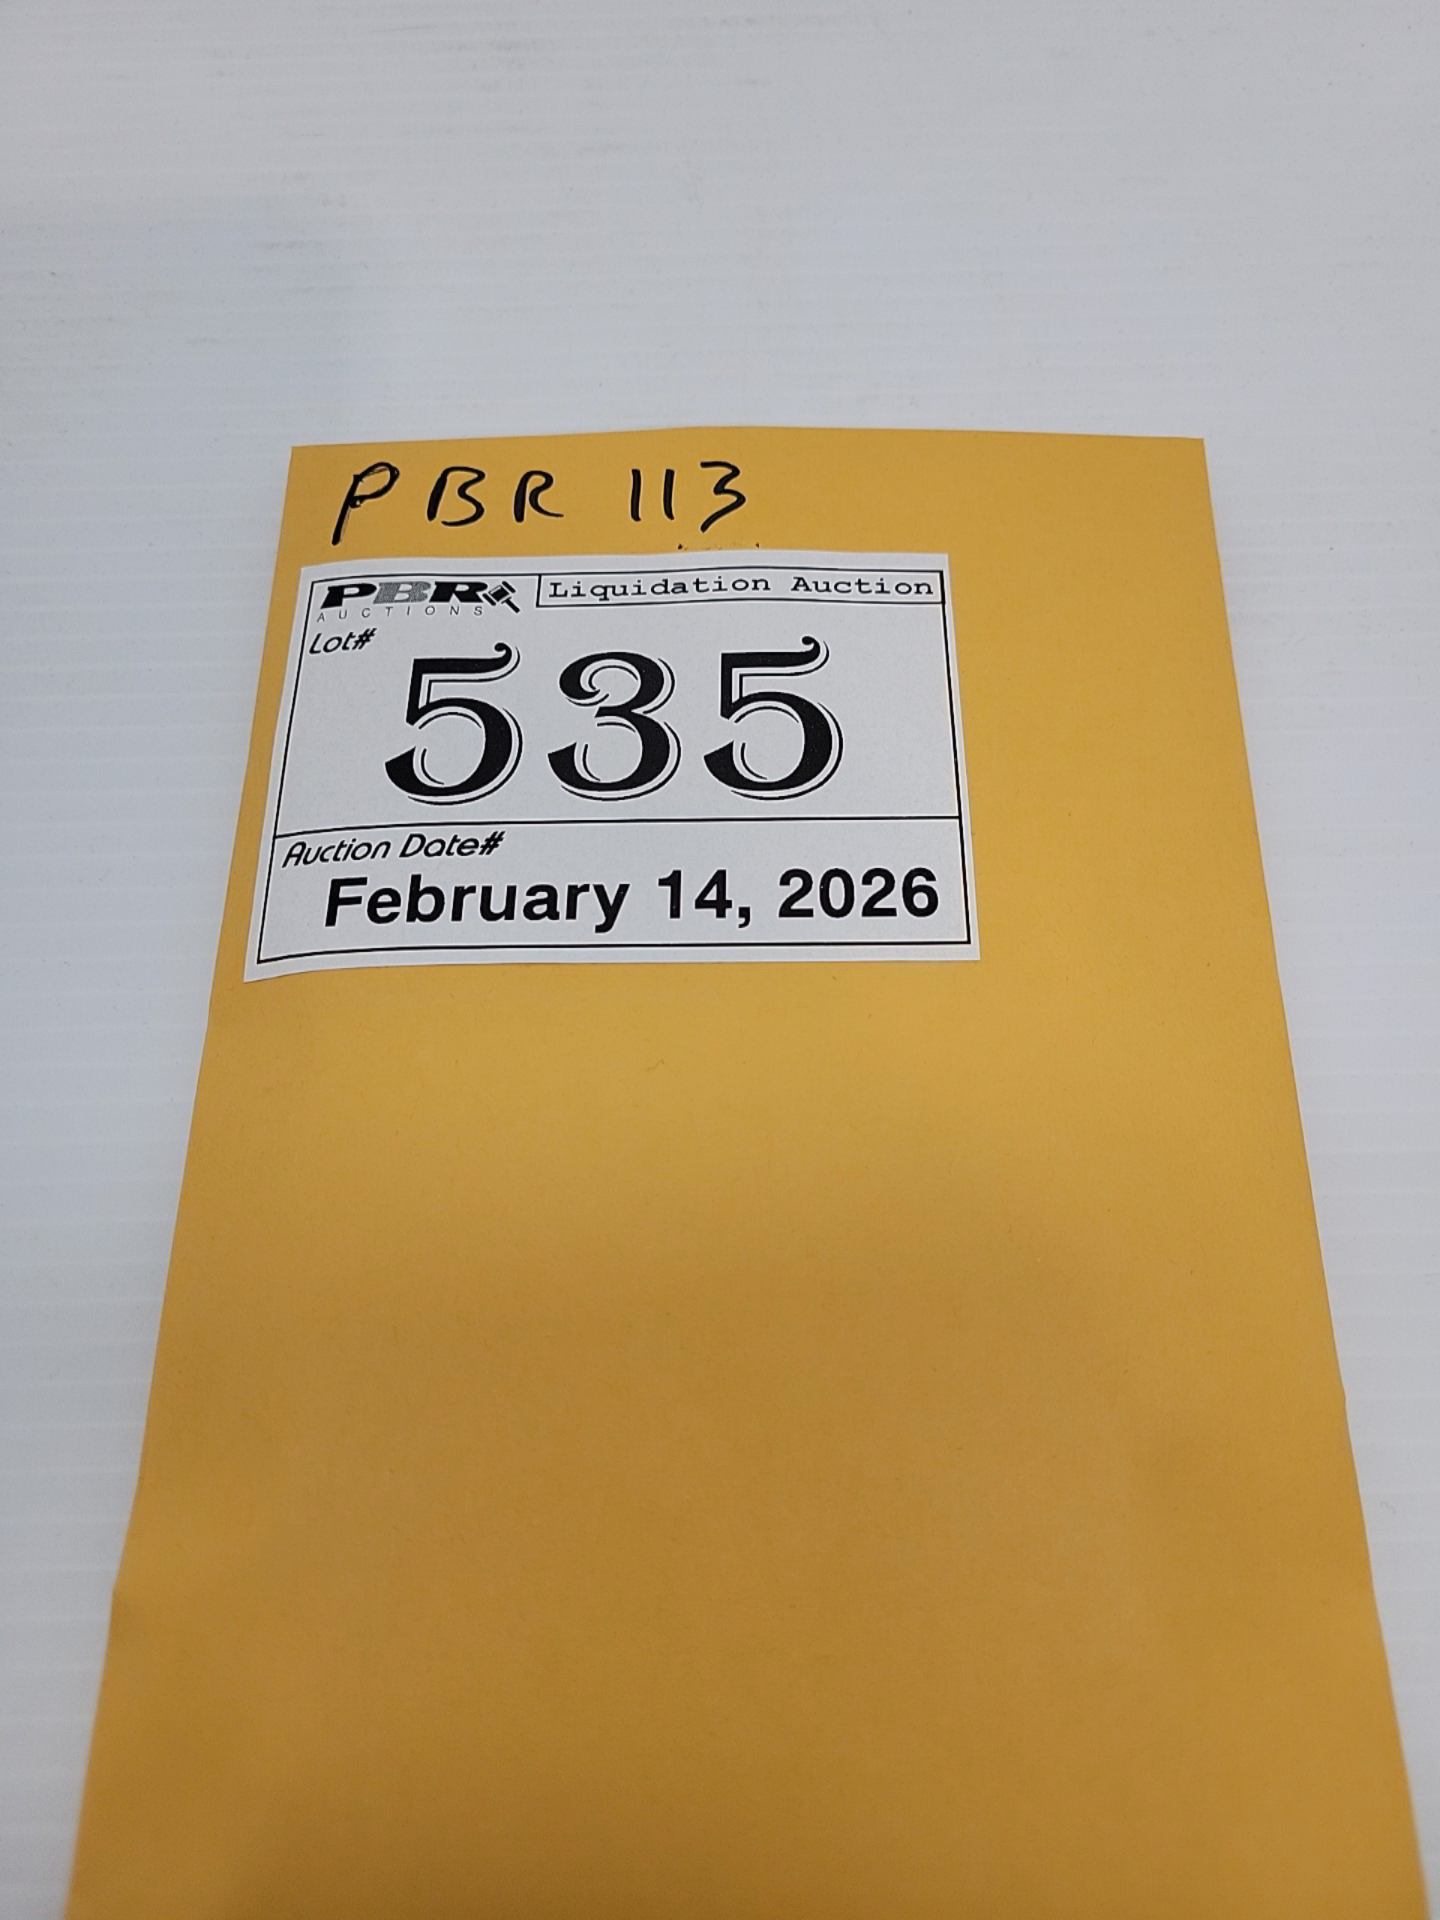 PBR 113
PBR Liquidation Auction
AUCTIONS
Lot#
535
Auction Date#
February 14, 2026